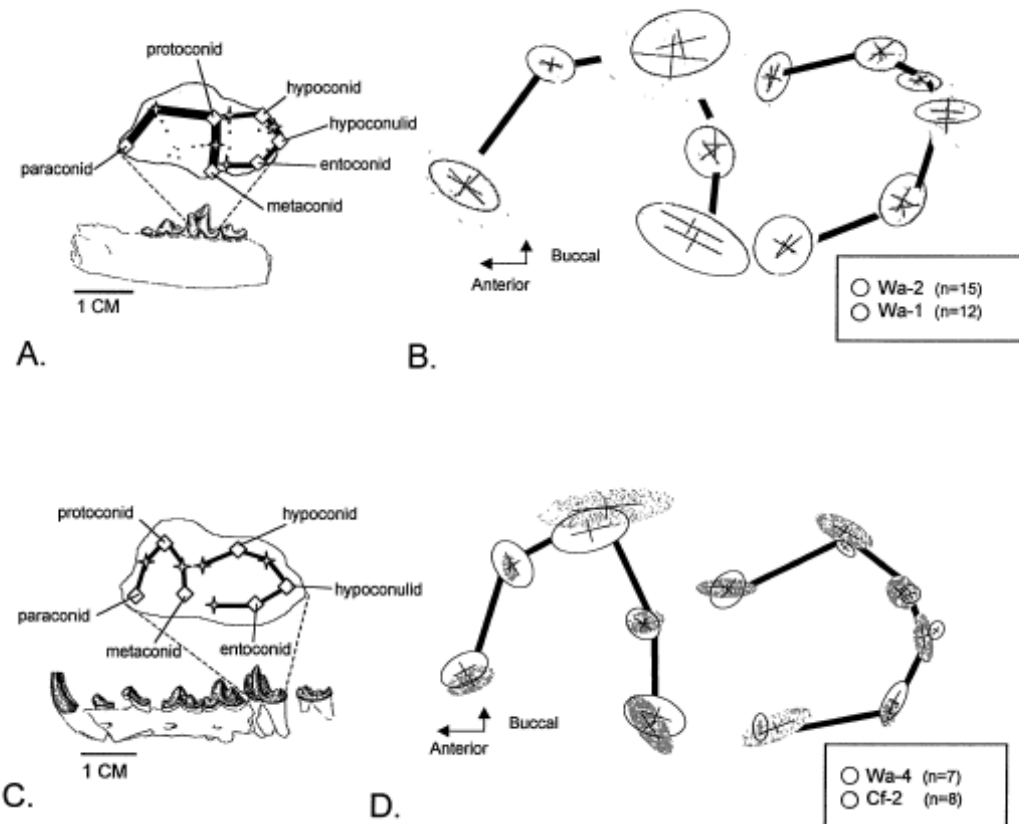 protoconid
hypoconid
hypoconulid
entoconid
paraconid
metaconid
1 CM
A.
Buccal
Anterior
Wa-2 (n=15)
Wa-1 (n=12)
B.
protoconid
hypoconid
hypoconulid
paraconid
metaconid
entoconid
1 CM
C.
Buccal
Anterior
Wa-4 (n=7)
Cf-2 (n=8)
D.